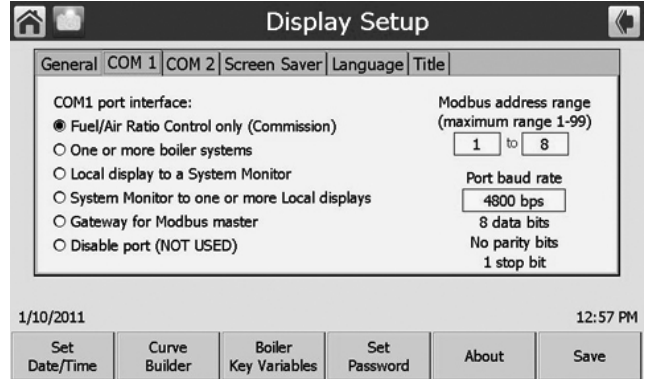 Display Setup
General COM 1 COM 2 Screen Saver Language Title
COM1 port interface:
Fuel/Air Ratio Control only (Commission)
One or more boiler systems
Local display to a System Monitor
System Monitor to one or more Local displays
Gateway for Modbus master
Disable port (NOT USED)
Modbus address range
(maximum range 1-99)
1 to 8
Port baud rate
4800 bps
8 data bits
No parity bits
1 stop bit
1/10/2011 12:57 PM
Set
Date/Time
Curve
Builder
Boiler
Key Variables
Set
Password
About
Save